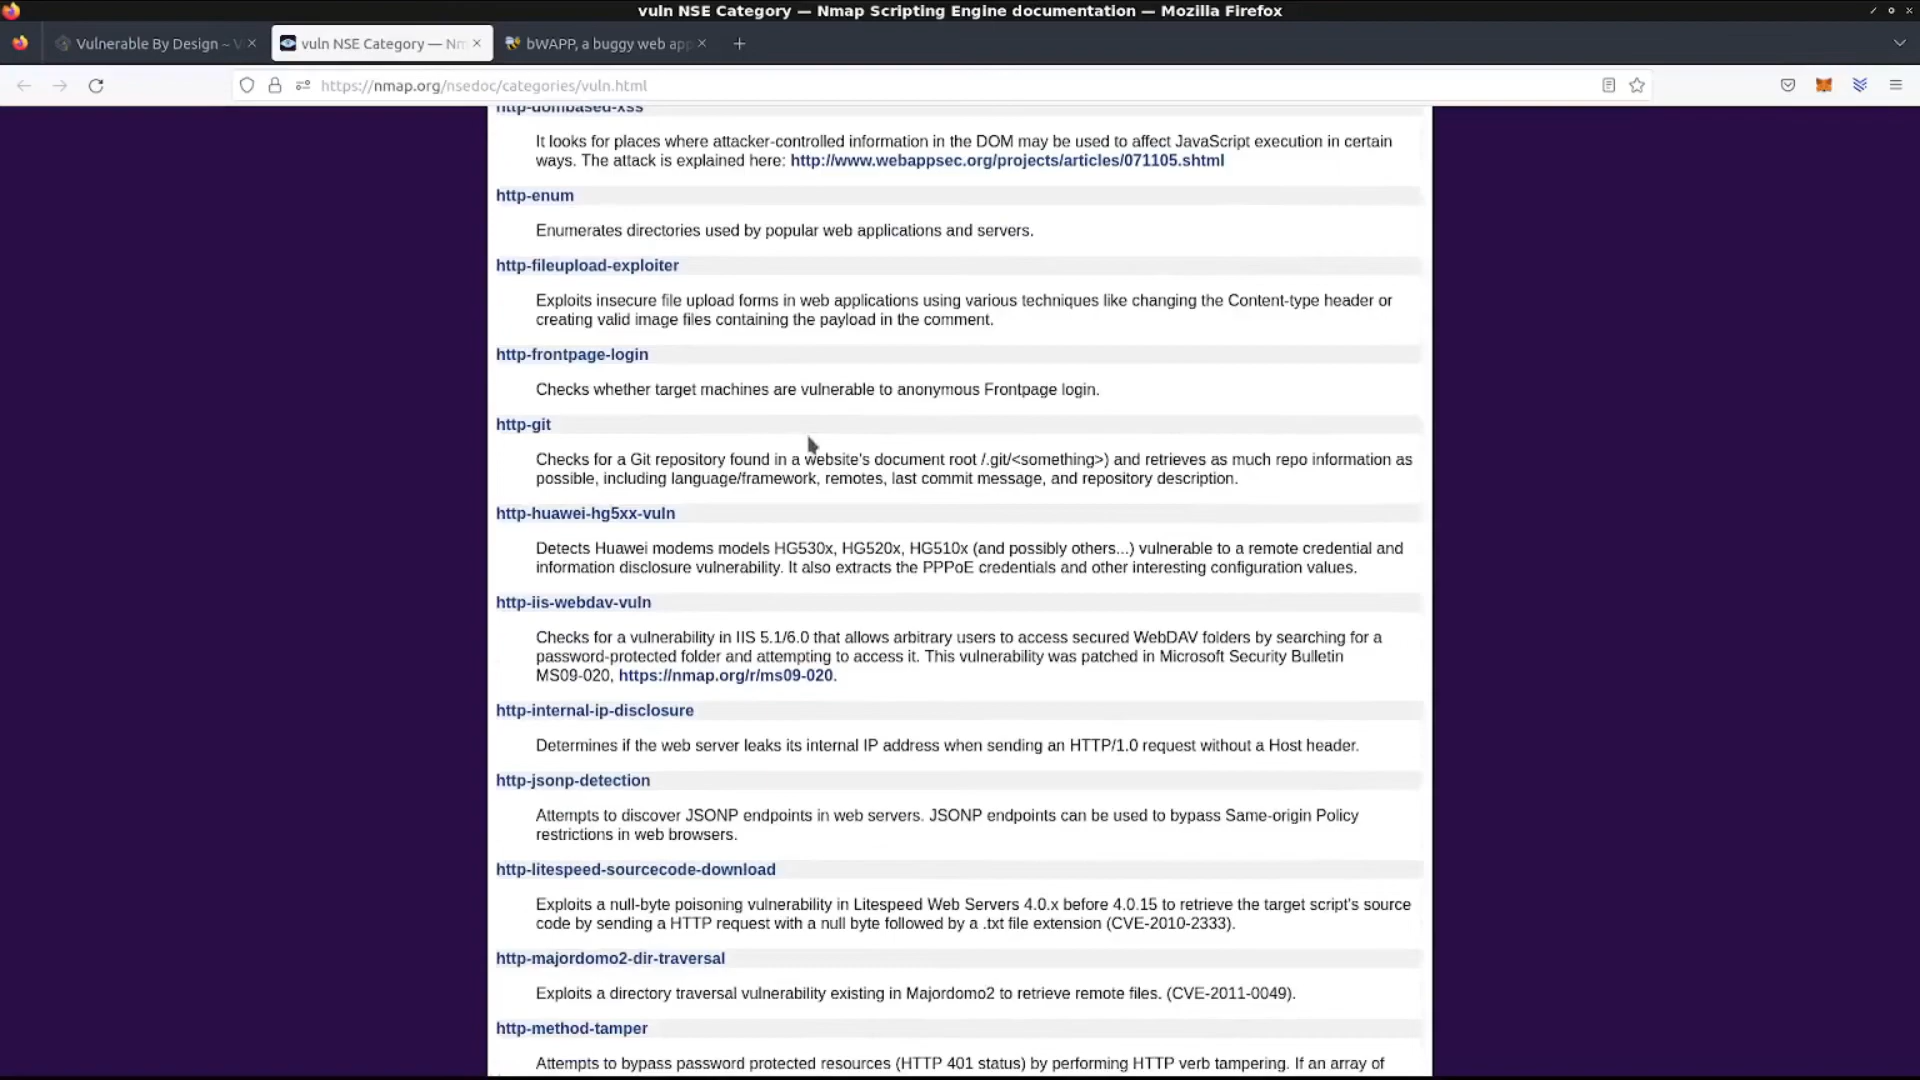 vuln NSE Category — Nmap Scripting Engine documentation — Mozilla Firefox
Vulnerable By Design ~ V
vuln NSE Category — Nm
bWAPP, a buggy web app
https://nmap.org/nsedoc/categories/vuln.html
http-dombased-xss
It looks for places where attacker-controlled information in the DOM may be used to affect JavaScript execution in certain
ways. The attack is explained here: http://www.webappsec.org/projects/articles/071105.shtml
http-enum
Enumerates directories used by popular web applications and servers.
http-fileupload-exploiter
Exploits insecure file upload forms in web applications using various techniques like changing the Content-type header or
creating valid image files containing the payload in the comment.
http-frontpage-login
Checks whether target machines are vulnerable to anonymous Frontpage login.
http-git
Checks for a Git repository found in a website's document root /.git/<something>) and retrieves as much repo information as
possible, including language/framework, remotes, last commit message, and repository description.
http-huawei-hg5xx-vuln
Detects Huawei modems models HG530x, HG520x, HG510x (and possibly others...) vulnerable to a remote credential and
information disclosure vulnerability. It also extracts the PPPoE credentials and other interesting configuration values.
http-iis-webdav-vuln
Checks for a vulnerability in IIS 5.1/6.0 that allows arbitrary users to access secured WebDAV folders by searching for a
password-protected folder and attempting to access it. This vulnerability was patched in Microsoft Security Bulletin
MS09-020, https://nmap.org/r/ms09-020.
http-internal-ip-disclosure
Determines if the web server leaks its internal IP address when sending an HTTP/1.0 request without a Host header.
http-jsonp-detection
Attempts to discover JSONP endpoints in web servers. JSONP endpoints can be used to bypass Same-origin Policy
restrictions in web browsers.
http-litespeed-sourcecode-download
Exploits a null-byte poisoning vulnerability in Litespeed Web Servers 4.0.x before 4.0.15 to retrieve the target script's source
code by sending a HTTP request with a null byte followed by a .txt file extension (CVE-2010-2333).
http-majordomo2-dir-traversal
Exploits a directory traversal vulnerability existing in Majordomo2 to retrieve remote files. (CVE-2011-0049).
http-method-tamper
Attempts to bypass password protected resources (HTTP 401 status) by performing HTTP verb tampering. If an array of